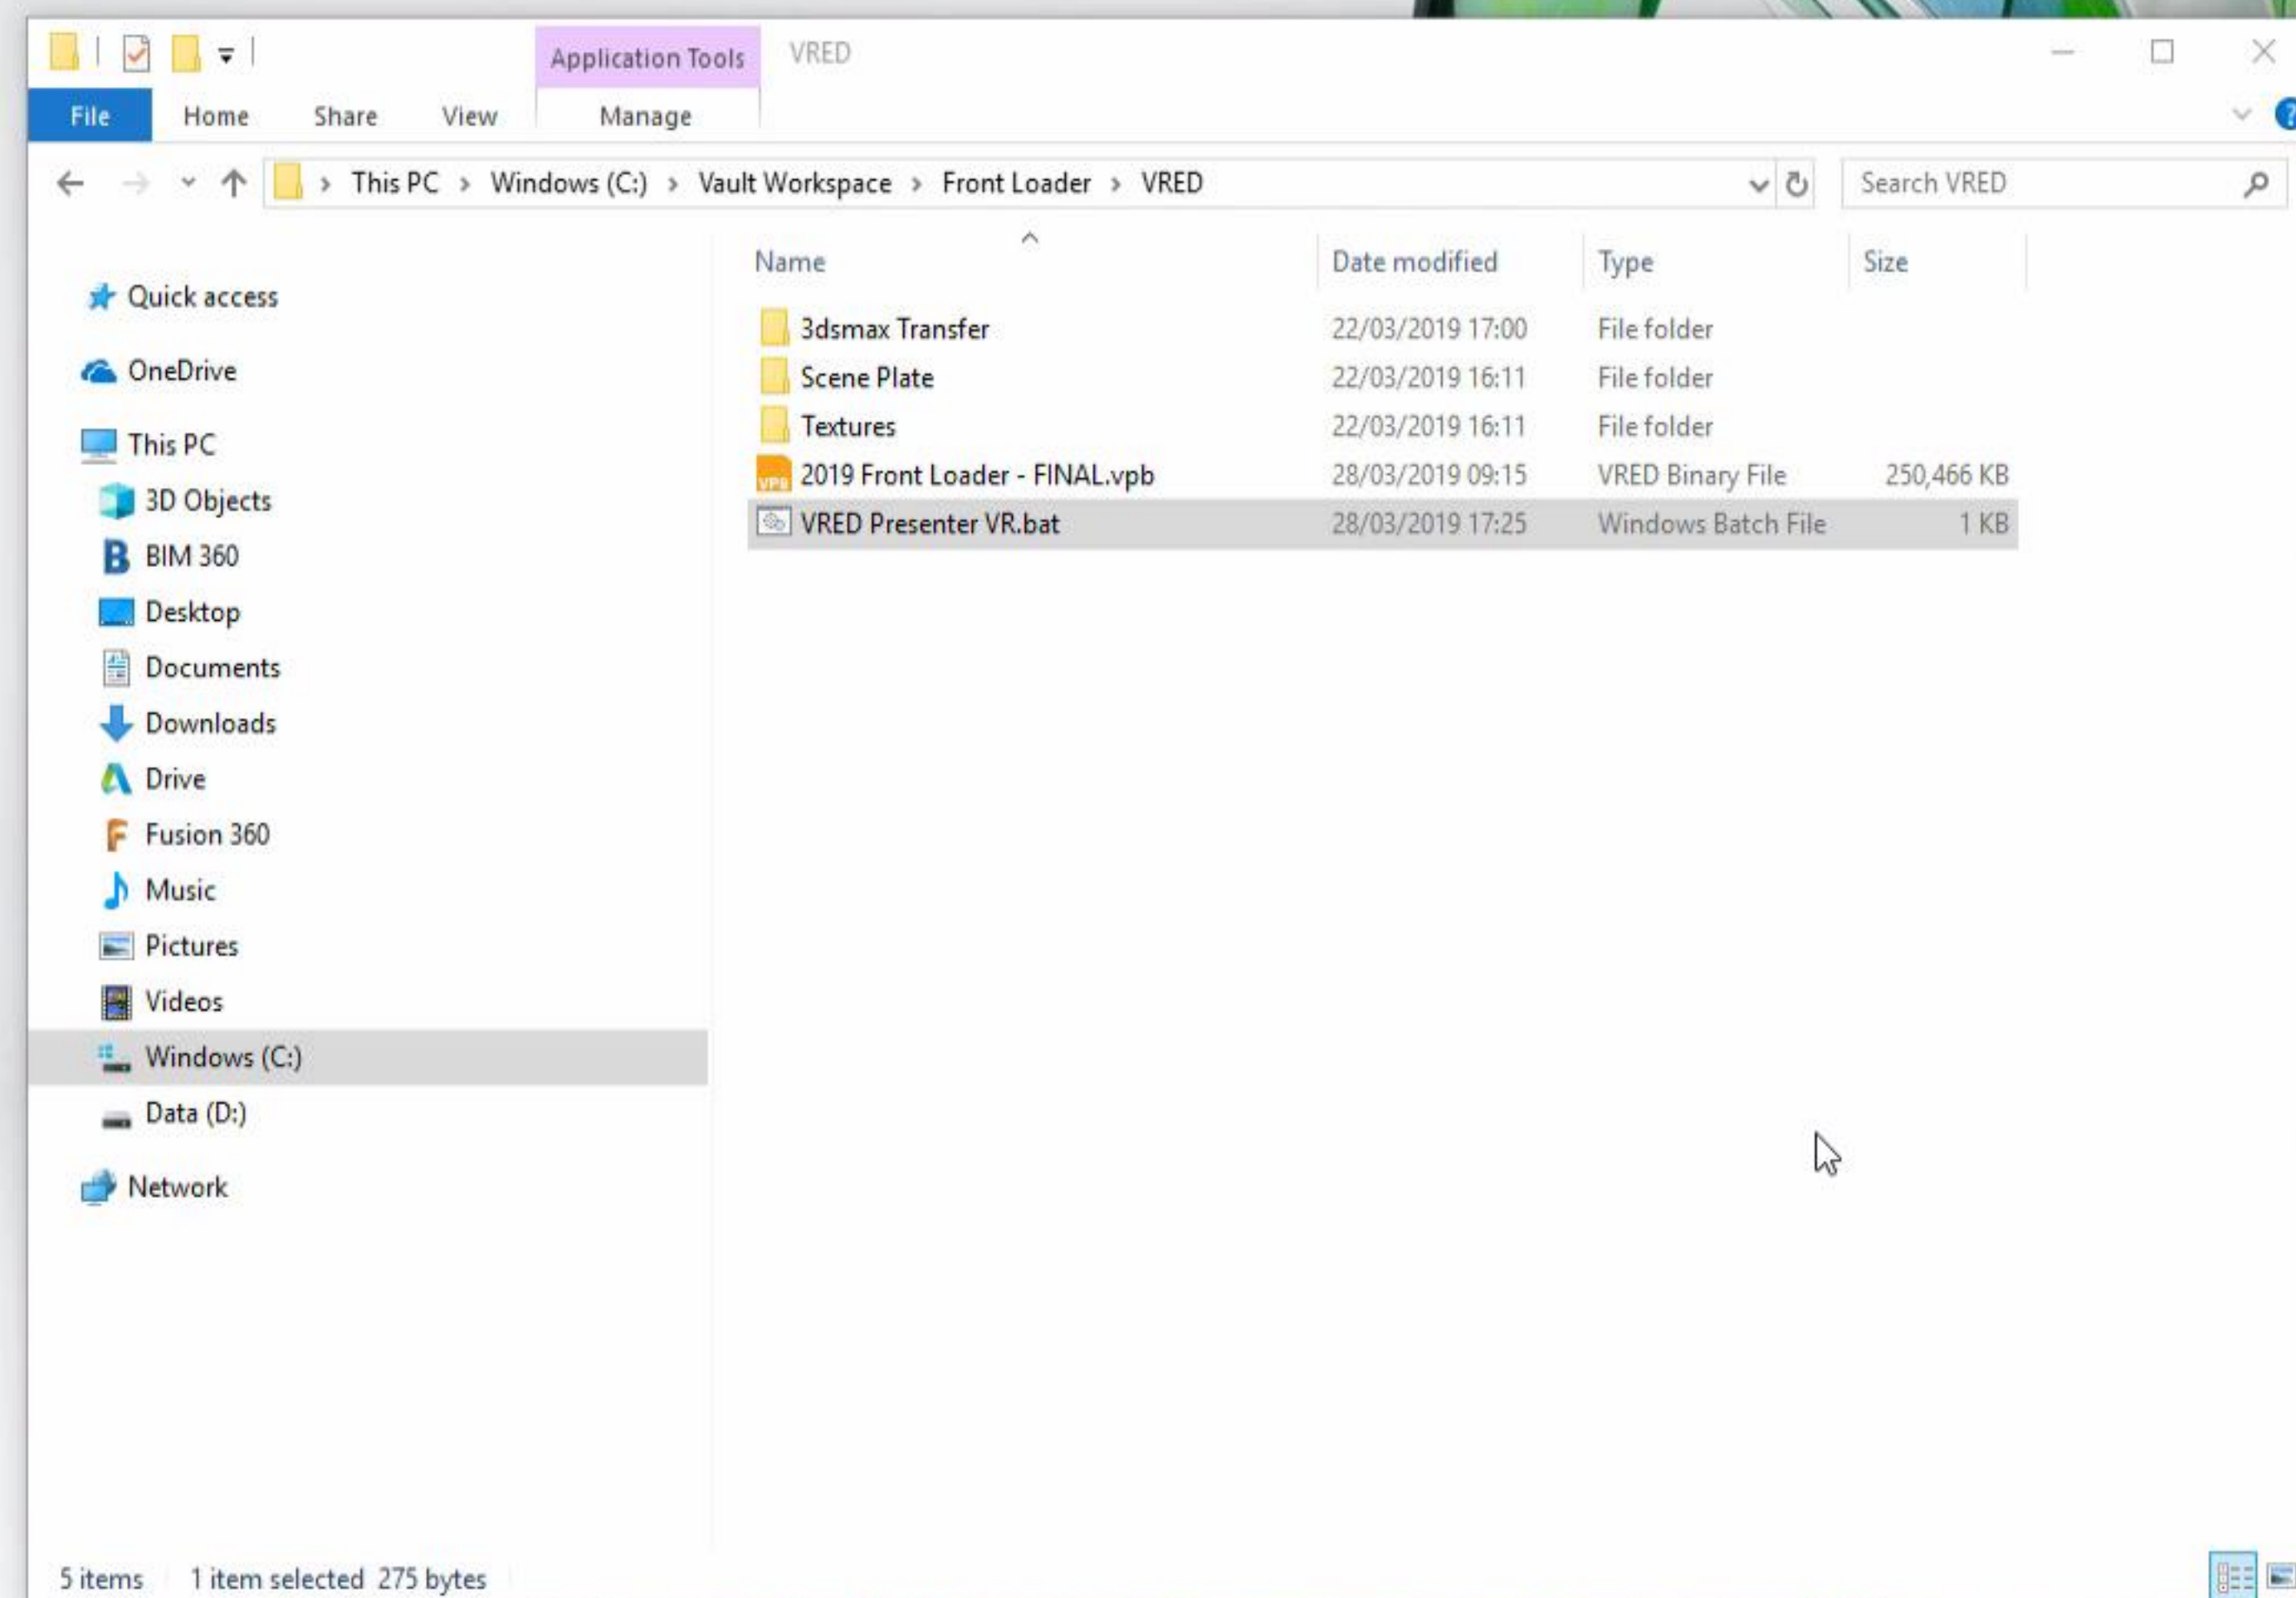 Application Tools VRED
File Home Share View Manage ?
This PC > Windows (C:) > Vault Workspace > Front Loader > VRED Search VRED
Name Date modified Type Size
Quick access
OneDrive
This PC
3D Objects
BIM 360
Desktop
Documents
Downloads
Drive
Fusion 360
Music
Pictures
Videos
Windows (C:)
Data (D:)
Network
3dsmax Transfer 22/03/2019 17:00 File folder
Scene Plate 22/03/2019 16:11 File folder
Textures 22/03/2019 16:11 File folder
VPB 2019 Front Loader - FINAL.vpb 28/03/2019 09:15 VRED Binary File 250,466 KB
VRED Presenter VR.bat 28/03/2019 17:25 Windows Batch File 1 KB
5 items 1 item selected 275 bytes